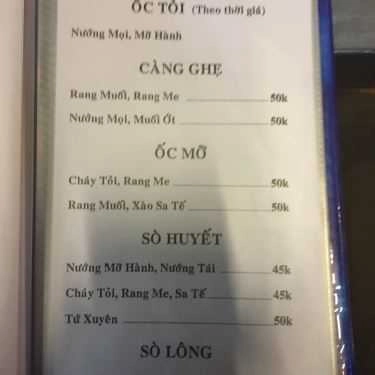 ỐC TỎI (Theo thời giá)
Nướng Mọi, Mỡ Hành
CÀNG GHẸ
Rang Muối, Rang Me 50k
Nướng Mọi, Muối Ớt 50k
ỐC MỠ
Cháy Tỏi, Rang Me 50k
Rang Muối, Xào Sa Tế 50k
SÒ HUYẾT
Nướng Mỡ Hành, Nướng Tái 45k
Cháy Tỏi, Rang Me, Sa Tế 45k
Tứ Xuyên 50k
SÒ LÔNG